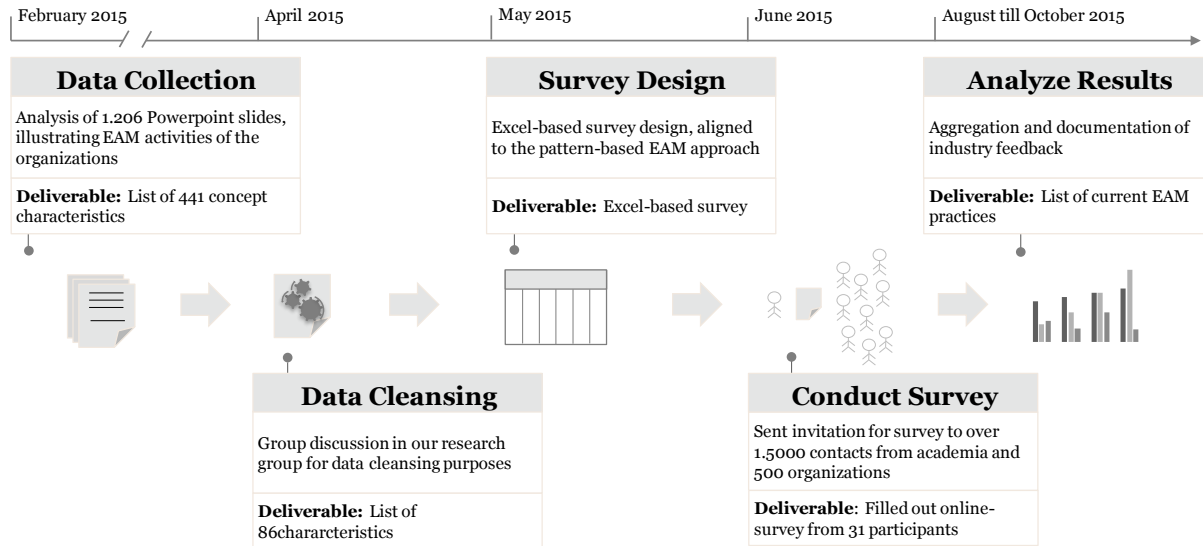 February 2015
April 2015
May 2015
June 2015
August till October 2015
Data Collection
Analysis of 1.206 Powerpoint slides,
illustrating EAM activities of the
organizations
Deliverable: List of 441 concept
characteristics
Survey Design
Excel-based survey design, aligned
to the pattern-based EAM approach
Deliverable: Excel-based survey
Analyze Results
Aggregation and documentation of
industry feedback
Deliverable: List of current EAM
practices
Data Cleansing
Group discussion in our research
group for data cleansing purposes
Deliverable: List of
86chararcteristics
Conduct Survey
Sent invitation for survey to over
1.5000 contacts from academia and
500 organizations
Deliverable: Filled out online-
survey from 31 participants